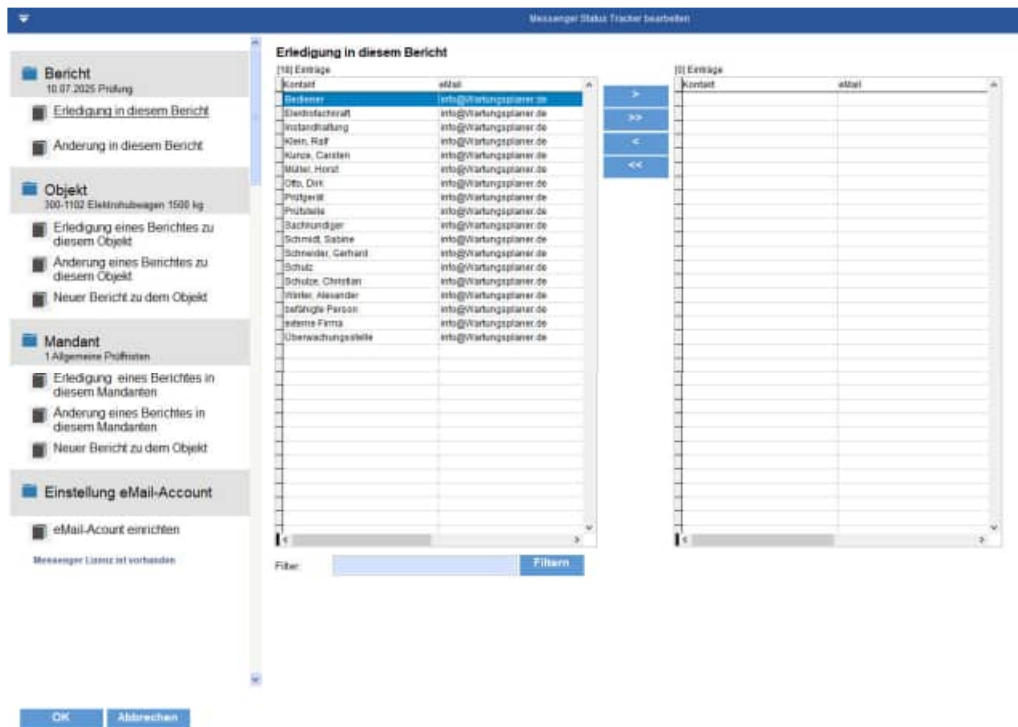 Messenger Status Tracker bearbeiten
Bericht
10.07.2025 Prüfung
Erledigung in diesem Bericht
Änderung in diesem Bericht
Objekt
300-1102 Elektrohubwagen 1500 kg
Erledigung eines Berichtes zu
diesem Objekt
Änderung eines Berichtes zu
diesem Objekt
Neuer Bericht zu dem Objekt
Mandant
1 Allgemeine Prüffristen
Erledigung eines Berichtes in
diesem Mandanten
Änderung eines Berichtes in
diesem Mandanten
Neuer Bericht zu dem Objekt
Einstellung eMail-Account
eMail-Acount einrichten
Messenger Lizenz ist vorhanden
Erledigung in diesem Bericht
[18] Einträge
Kontakt eMail
Bediener info@Wartungsplaner.de
Elektrofachkraft info@Wartungsplaner.de
Instandhaltung info@Wartungsplaner.de
Klein, Ralf info@Wartungsplaner.de
Kunze, Carsten info@Wartungsplaner.de
Müller, Horst info@Wartungsplaner.de
Otto, Dirk info@Wartungsplaner.de
Prüfgerät info@Wartungsplaner.de
Prüfstelle info@Wartungsplaner.de
Sachkundiger info@Wartungsplaner.de
Schmidt, Sabine info@Wartungsplaner.de
Schneider, Gerhard info@Wartungsplaner.de
Schulz info@Wartungsplaner.de
Schulze, Christian info@Wartungsplaner.de
Winter, Alexander info@Wartungsplaner.de
befähigte Person info@Wartungsplaner.de
externe Firma info@Wartungsplaner.de
Überwachungsstelle info@Wartungsplaner.de
Filter: Filtern
>
>>
<
<<
[0] Einträge
Kontakt eMail
OK Abbrechen